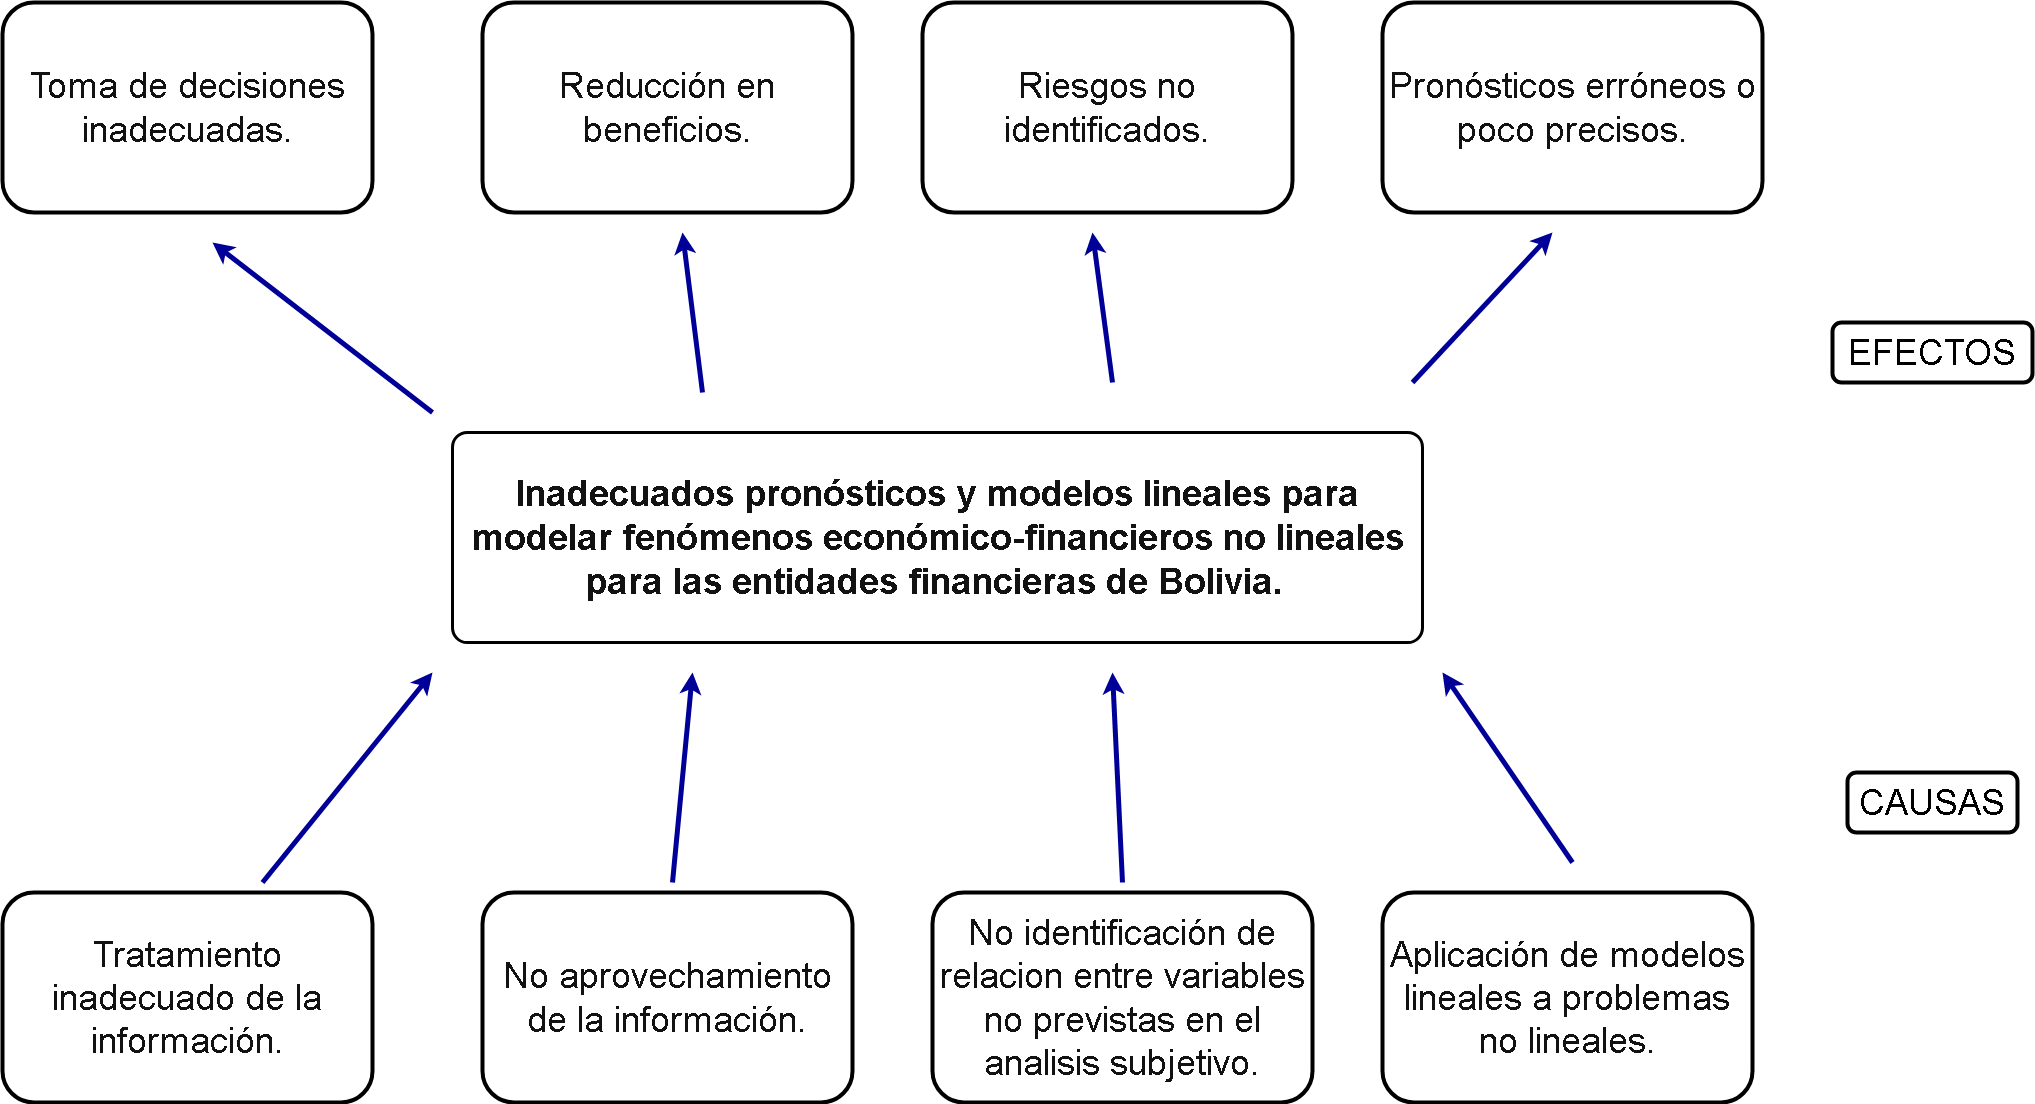 Toma de decisiones
inadecuadas.
Reducción en
beneficios.
Riesgos no
identificados.
Pronósticos erróneos o
poco precisos.
EFECTOS
Inadecuados pronósticos y modelos lineales para
modelar fenómenos económico-financieros no lineales
para las entidades financieras de Bolivia.
CAUSAS
Tratamiento
inadecuado de la
información.
No aprovechamiento
de la información.
No identificación de
relacion entre variables
no previstas en el
analisis subjetivo.
Aplicación de modelos
lineales a problemas
no lineales.